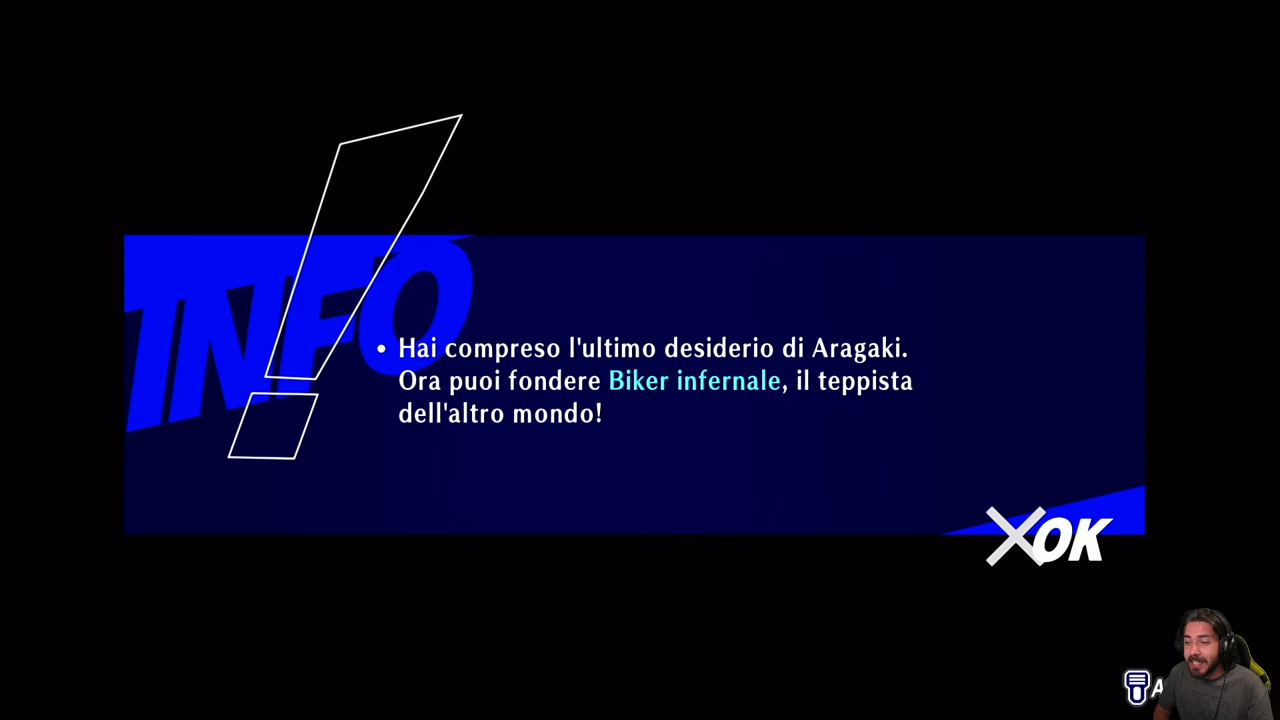 INFO
• Hai compreso l'ultimo desiderio di Aragaki.
Ora puoi fondere Biker infernale, il teppista
dell'altro mondo!
OK